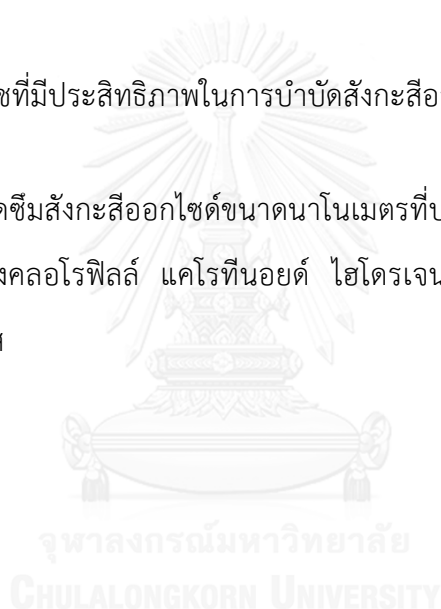 ชที่มีประสิทธิภาพในการบำบัดสังกะสีอ
ดซึมสังกะสีออกไซด์ขนาดนาโนเมตรที่ป
งคลอโรฟิลล์ แคโรทีนอยด์ ไฮโดรเจน
จุฬาลงกรณ์มหาวิทยาลัย
CHULALONGKORN UNIVERSITY